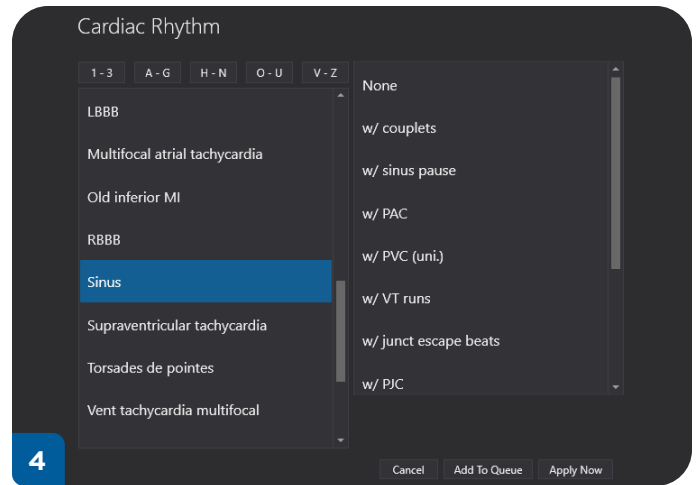 Cardiac Rhythm
1 - 3 A - G H - N O - U V - Z
LBBB
Multifocal atrial tachycardia
Old inferior MI
RBBB
Sinus
Supraventricular tachycardia
Torsades de pointes
Vent tachycardia multifocal
None
w/ couplets
w/ sinus pause
w/ PAC
w/ PVC (uni.)
w/ VT runs
w/ junct escape beats
w/ PJC
Cancel Add To Queue Apply Now
4